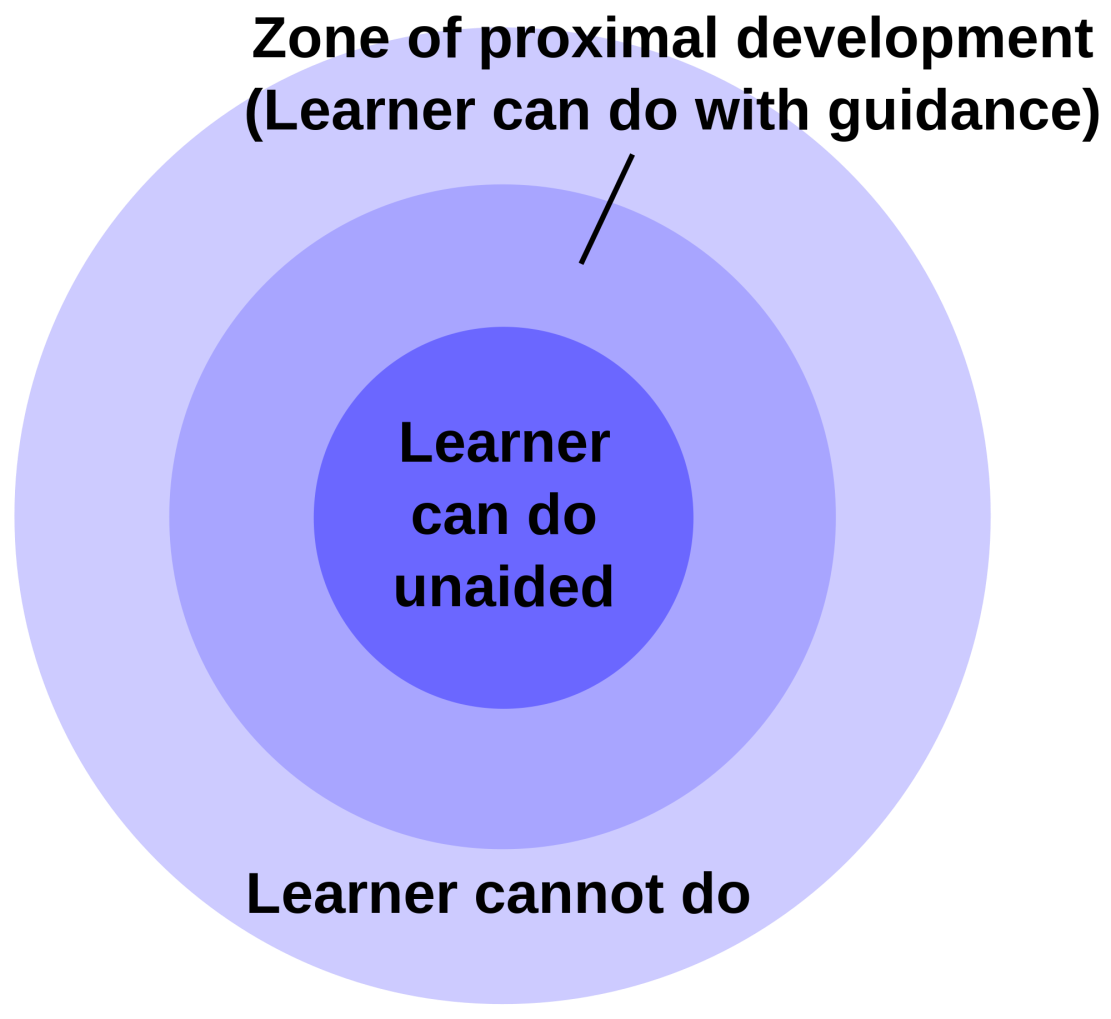 Zone of proximal development
(Learner can do with guidance)
Learner
can do
unaided
Learner cannot do